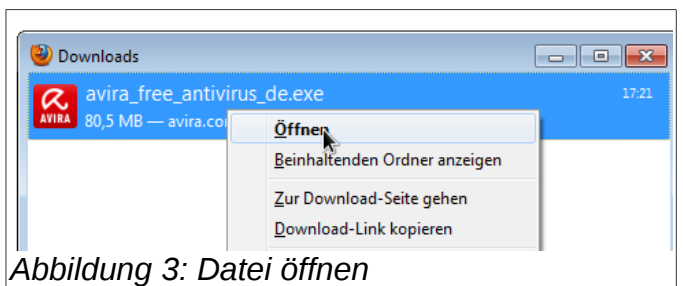 Downloads
avira_free_antivirus_de.exe 17:21
AVIRA 80,5 MB — avira.co
Öffnen
Beinhaltenden Ordner anzeigen
Zur Download-Seite gehen
Download-Link kopieren
Abbildung 3: Datei öffnen